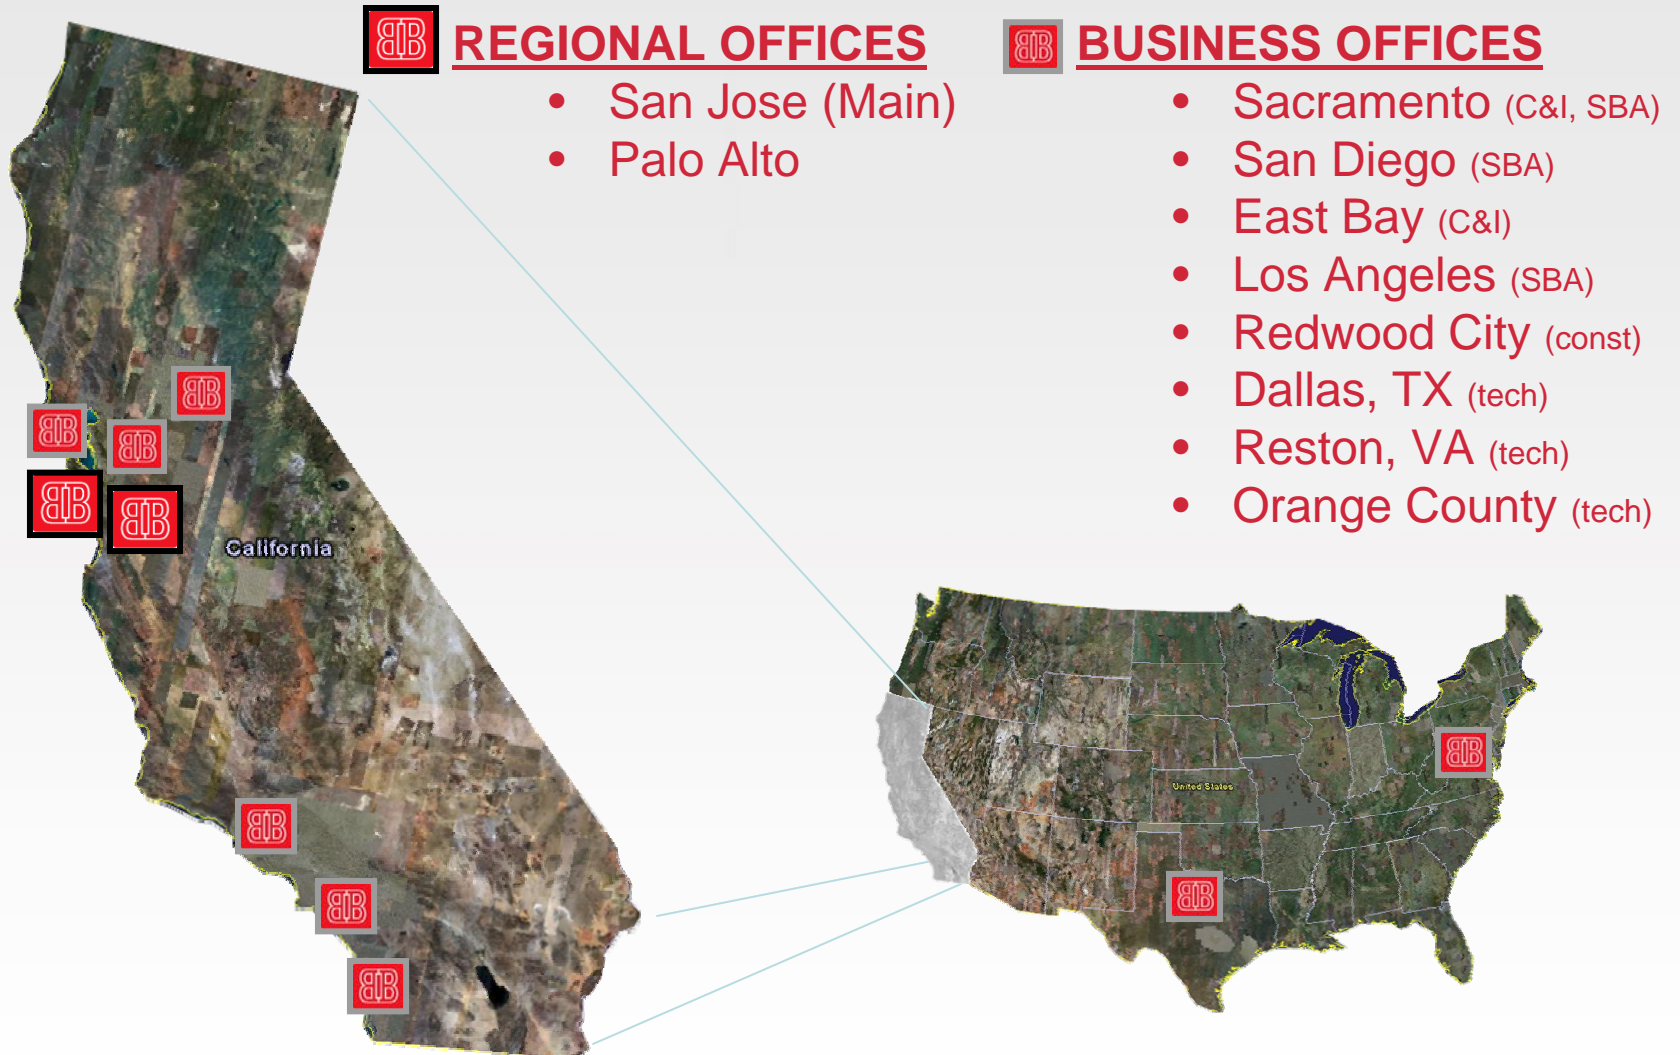 REGIONAL OFFICES
• San Jose (Main)
• Palo Alto
BUSINESS OFFICES
• Sacramento (C&I, SBA)
• San Diego (SBA)
• East Bay (C&I)
• Los Angeles (SBA)
• Redwood City (const)
• Dallas, TX (tech)
• Reston, VA (tech)
• Orange County (tech)
California
United States